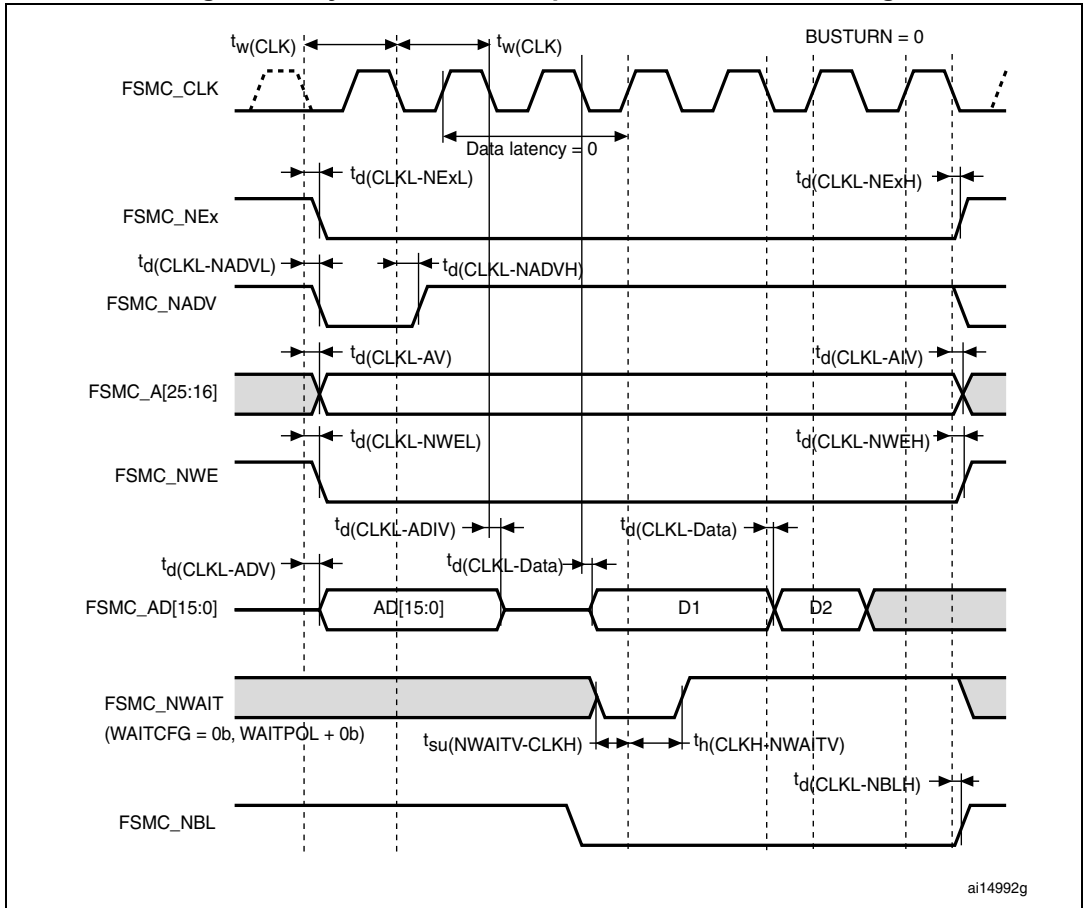 tw(CLK)
tw(CLK)
BUSTURN = 0
FSMC_CLK
Data latency = 0
td(CLKL-NExL)
td(CLKL-NExH)
FSMC_NEx
td(CLKL-NADVL)
td(CLKL-NADVH)
FSMC_NADV
td(CLKL-AV)
td(CLKL-AIV)
FSMC_A[25:16]
td(CLKL-NWEL)
td(CLKL-NWEH)
FSMC_NWE
td(CLKL-ADIV)
td(CLKL-Data)
td(CLKL-ADV)
td(CLKL-Data)
FSMC_AD[15:0]
AD[15:0]
D1
D2
FSMC_NWAIT
(WAITCFG = 0b, WAITPOL + 0b)
tsu(NWAITV-CLKH)
th(CLKH-NWAITV)
td(CLKL-NBLH)
FSMC_NBL
ai14992g